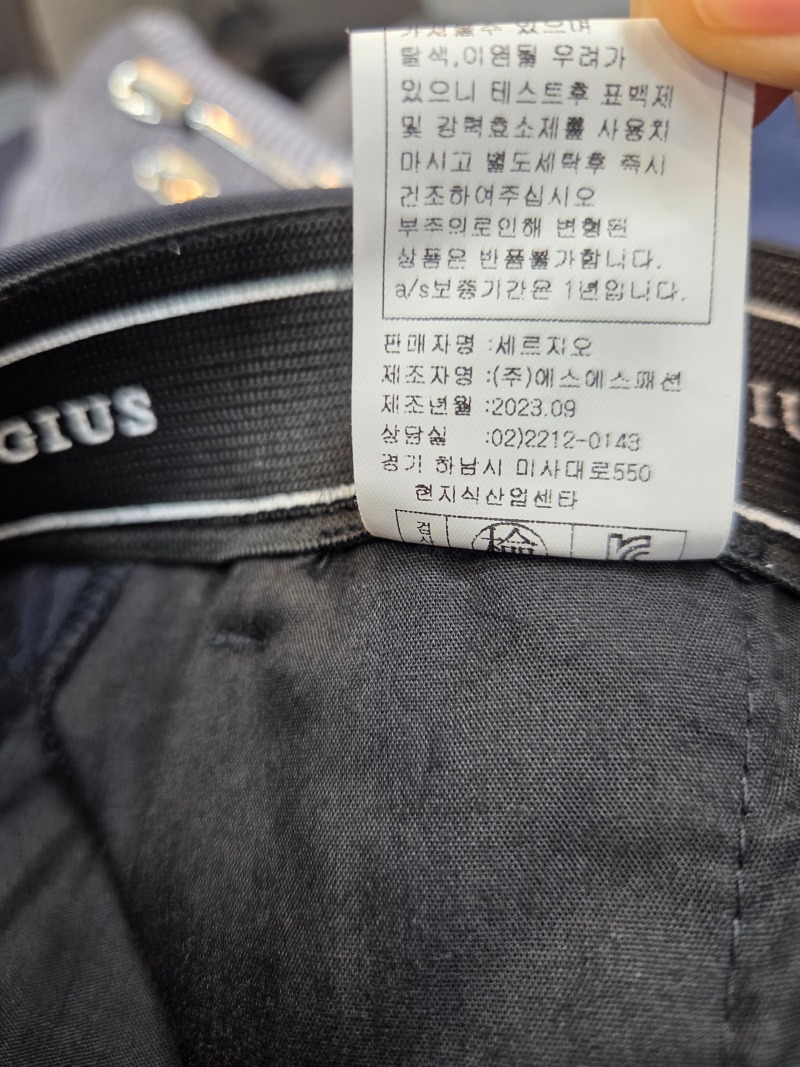 탈색,이염될 우려가
있으니 테스트후 표백제
및 강력효소제를 사용치
마시고 별도세탁후 즉시
건조하여주십시오
부주의로인해 변형된
상품은 반품불가합니다.
a/s보증기간은 1년입니다.
판매자명 :세르지오
제조자명 :(주)에스에스패션
제조년월 :2023.09
상담실 :02)2212-0143
경기 하남시 미사대로550
현지식산업센타
검사
GIUS
IU